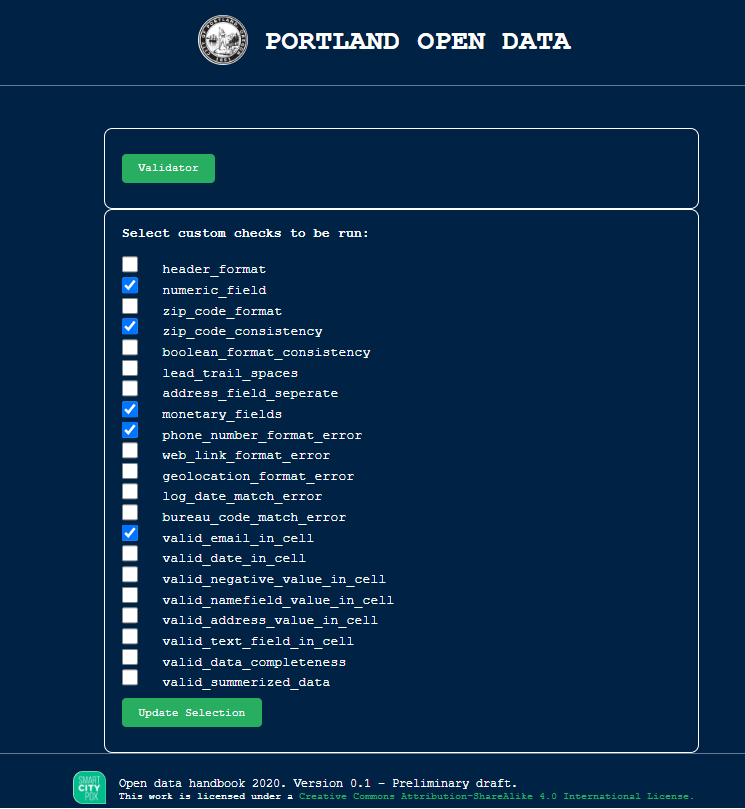 PORTLAND OPEN DATA
Validator
Select custom checks to be run:
header_format
numeric_field
zip_code_format
zip_code_consistency
boolean_format_consistency
lead_trail_spaces
address_field_seperate
monetary_fields
phone_number_format_error
web_link_format_error
geolocation_format_error
log_date_match_error
bureau_code_match_error
valid_email_in_cell
valid_date_in_cell
valid_negative_value_in_cell
valid_namefield_value_in_cell
valid_address_value_in_cell
valid_text_field_in_cell
valid_data_completeness
valid_summerized_data
Update Selection
SMART
CITY
PDX
Open data handbook 2020. Version 0.1 - Preliminary draft.
This work is licensed under a Creative Commons Attribution-ShareAlike 4.0 International License.